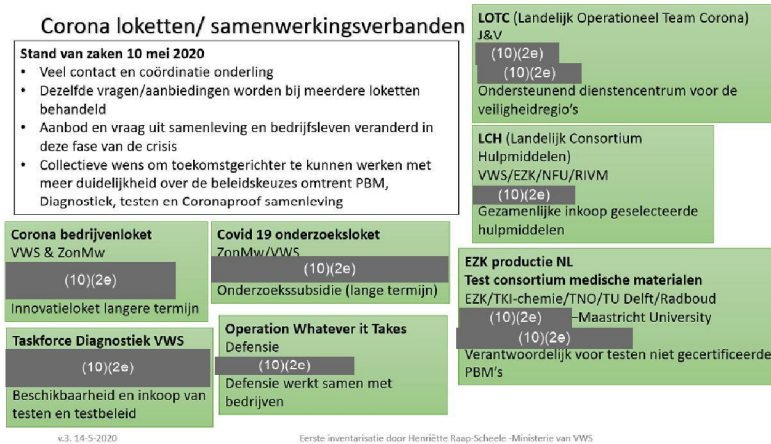 Corona loketten/ samenwerkingsverbanden
Stand van zaken 10 mei 2020
• Veel contact en coördinatie onderling
• Dezelfde vragen/aanbiedingen worden bij meerdere loketten
behandeld
• Aanbod en vraag uit samenleving en bedrijfsleven veranderd in
deze fase van de crisis
• Collectieve wens om toekomstgerichter te kunnen werken met
meer duidelijkheid over de beleidskeuzes omtrent PBM,
Diagnostiek, testen en Coronaproof samenleving
LOTC (Landelijk Operationeel Team Corona)
J&V
(10)(2e)
(10)(2e)
Ondersteunend dienstencentrum voor de
veiligheidregio's
LCH (Landelijk Consortium
Hulpmiddelen)
VWS/EZK/NFU/RIVM
(10)(2e)
Gezamenlijke inkoop geselecteerde
hulpmiddelen
Corona bedrijvenloket
VWS & ZonMw
(10)(2e)
Innovatieloket langere termijn
Covid 19 onderzoeksloket
ZonMw/VWS
(10)(2e)
Onderzoekssubsidie (lange termijn)
EZK productie NL
Test consortium medische materialen
EZK/TKI-chemie/TNO/TU Delft/Radboud
(10)(2e) –Maastricht University
(10)(2e)
Verantwoordelijk voor testen niet gecertificeerde
PBM's
Taskforce Diagnostiek VWS
(10)(2e)
Beschikbaarheid en inkoop van
testen en testbeleid
Operation Whatever it Takes
Defensie
(10)(2e)
Defensie werkt samen met
bedrijven
v.3. 14-5-2020
Eerste inventarisatie door Henriëtte Raap-Scheele -Ministerie van VWS